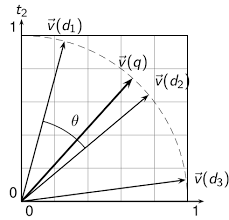 t₂
1
v⃗(d₁)
v⃗(q)
v⃗(d₂)
θ
v⃗(d₃)
0
0
1